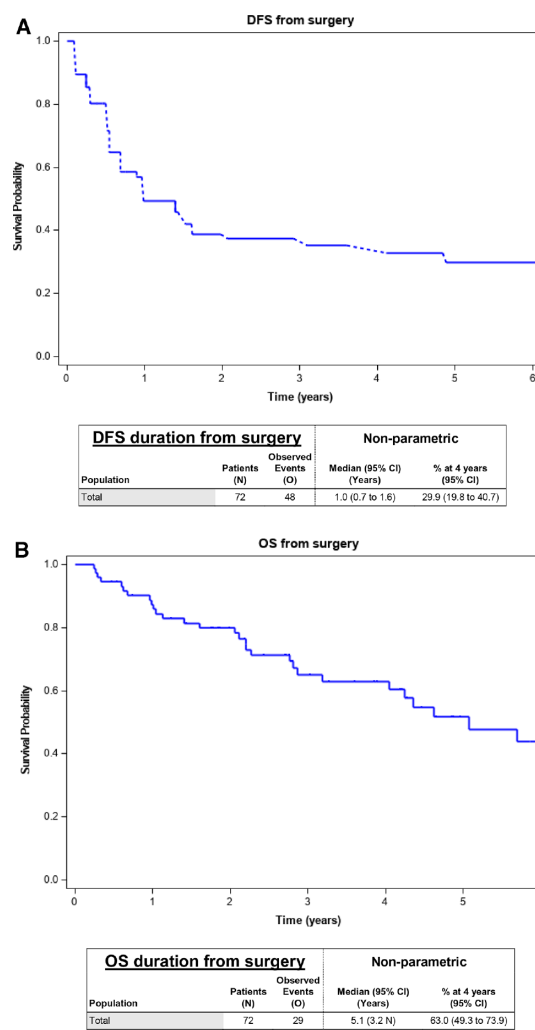 A
DFS from surgery
Survival Probability
1.0
0.8
0.6
0.4
0.2
0.0
0 1 2 3 4 5 6
Time (years)
DFS duration from surgery Non-parametric
Population Patients (N) Observed Events (O) Median (95% CI) (Years) % at 4 years (95% CI)
Total 72 48 1.0 (0.7 to 1.6) 29.9 (19.8 to 40.7)
B
OS from surgery
Survival Probability
1.0
0.8
0.6
0.4
0.2
0.0
0 1 2 3 4 5
Time (years)
OS duration from surgery Non-parametric
Population Patients (N) Observed Events (O) Median (95% CI) (Years) % at 4 years (95% CI)
Total 72 29 5.1 (3.2 N) 63.0 (49.3 to 73.9)